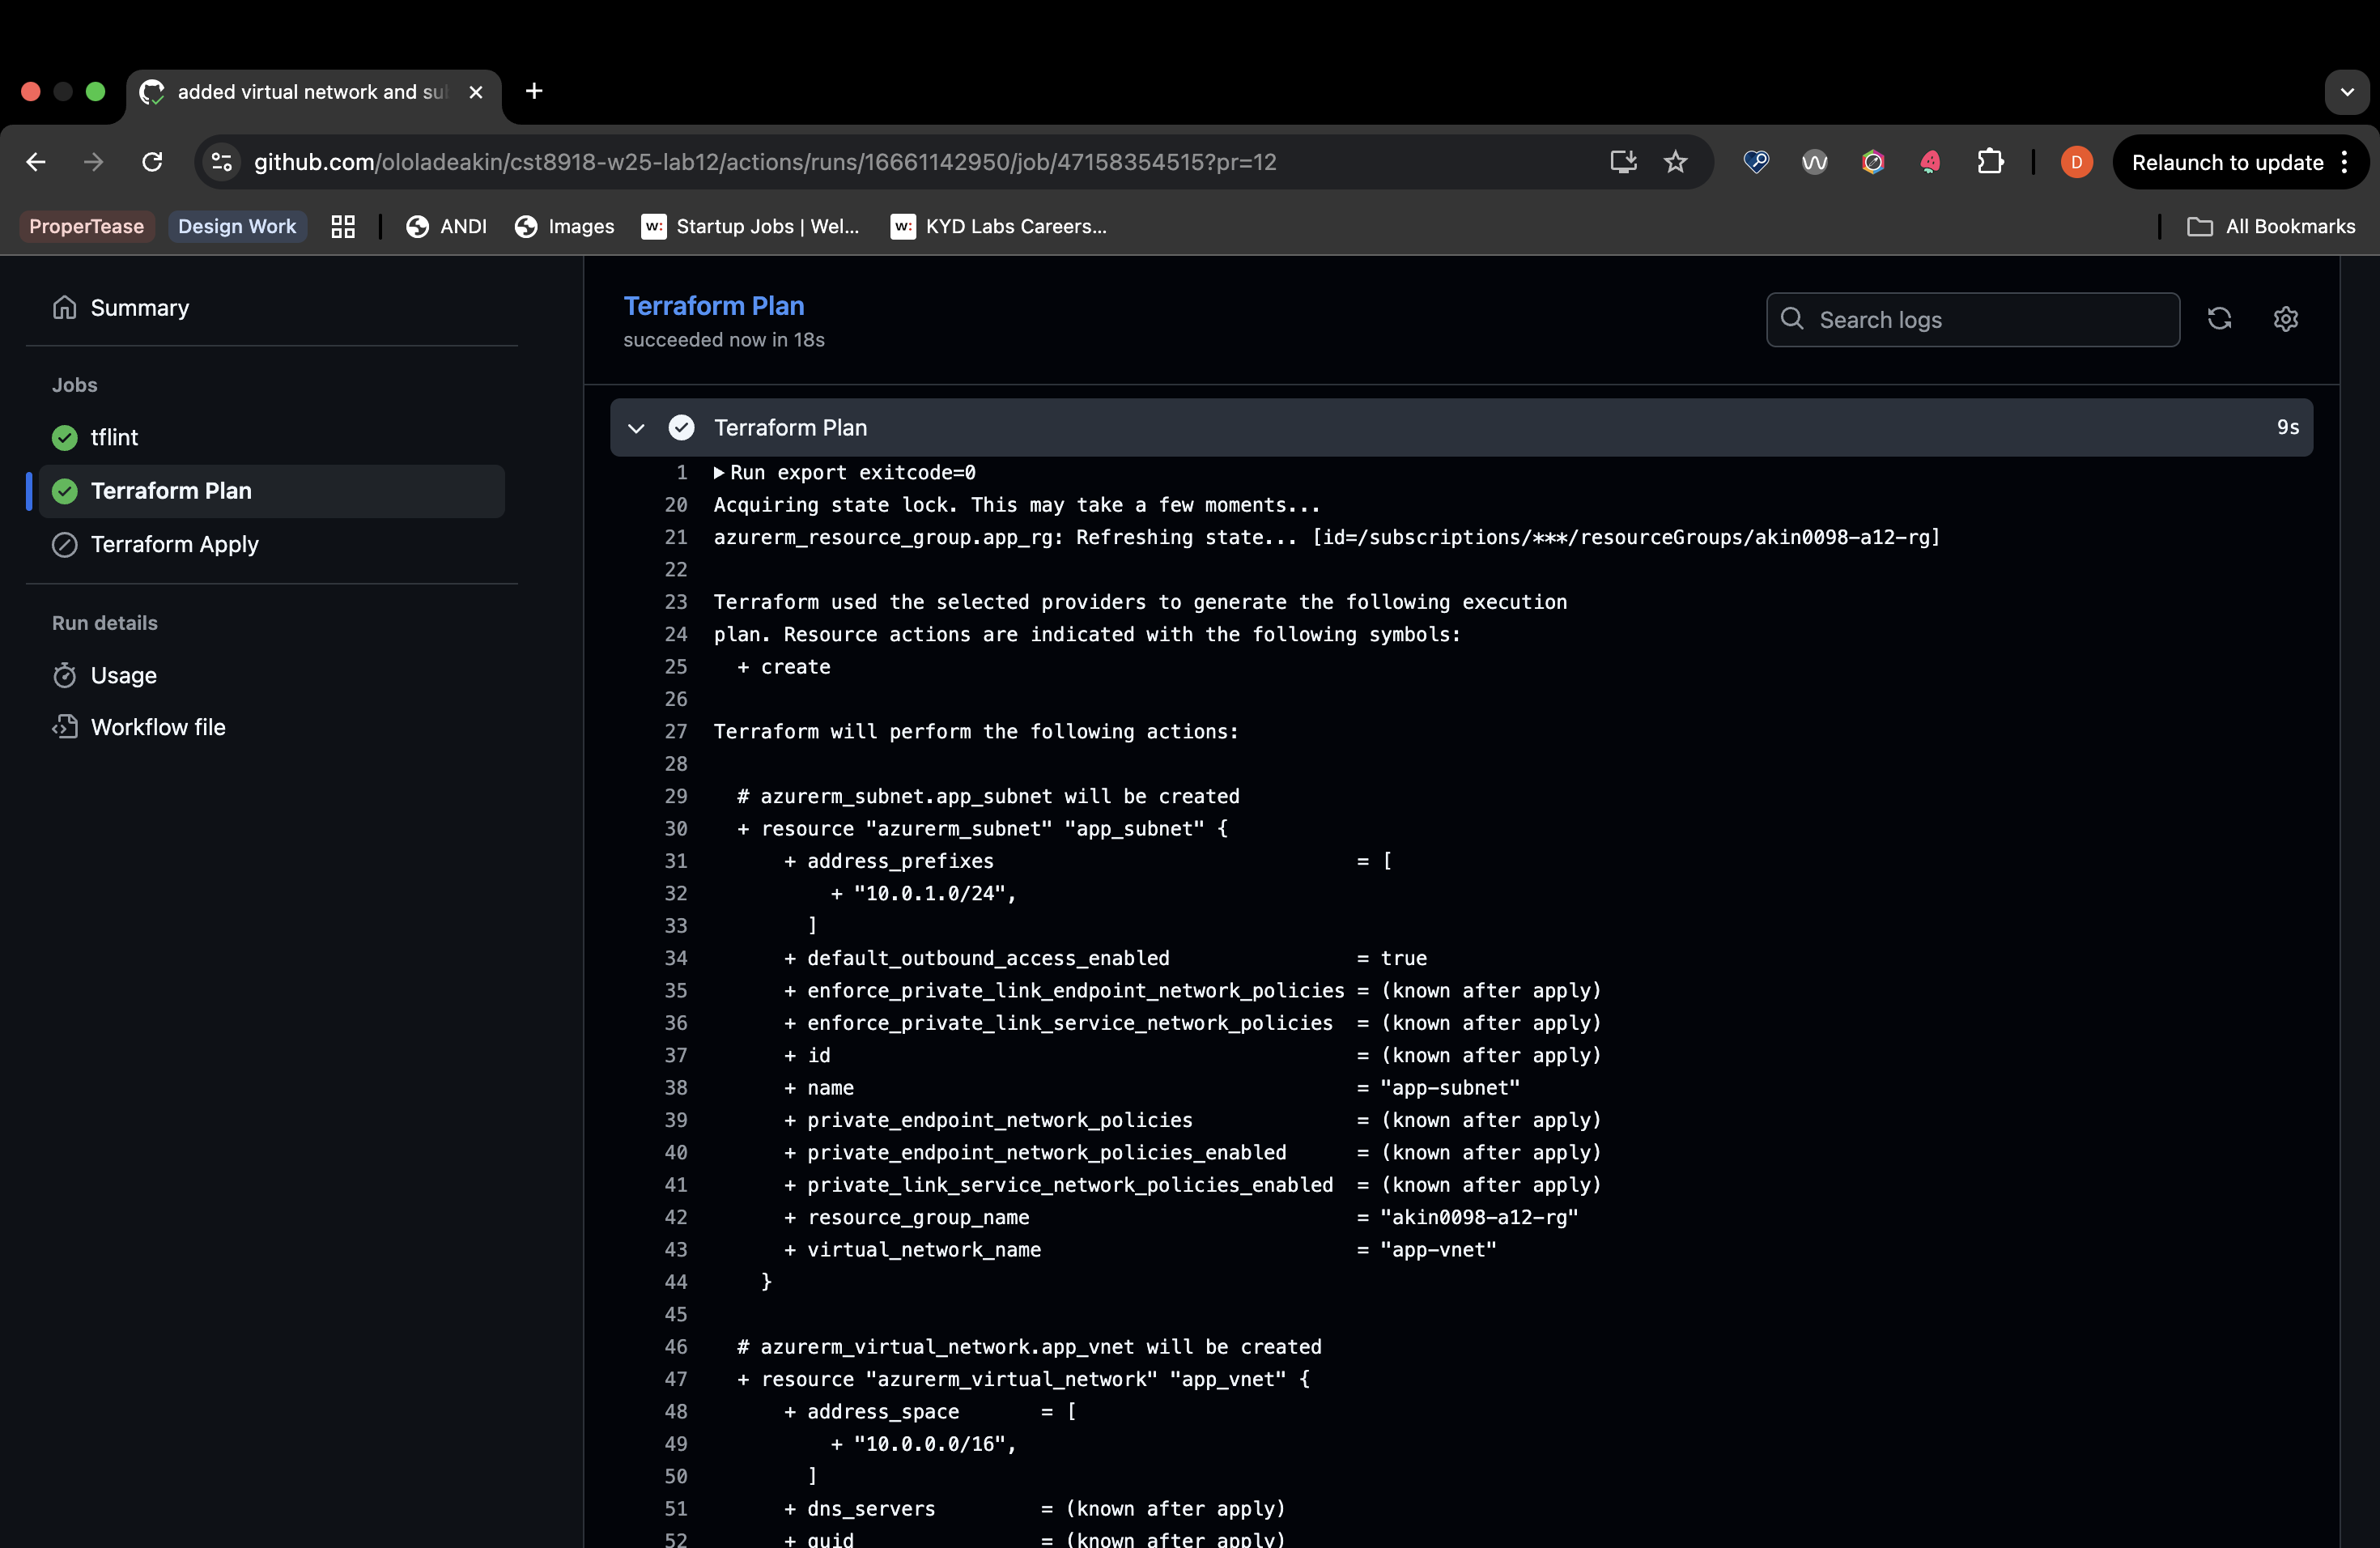 added virtual network and su
github.com/ololadeakin/cst8918-w25-lab12/actions/runs/16661142950/job/47158354515?pr=12
D
Relaunch to update
ProperTease
Design Work
ANDI
Images
w: Startup Jobs | Wel...
w: KYD Labs Careers...
All Bookmarks
Summary
Jobs
tflint
Terraform Plan
Terraform Apply
Run details
Usage
Workflow file
Terraform Plan
succeeded now in 18s
Search logs
Terraform Plan 9s
1 Run export exitcode=0
20 Acquiring state lock. This may take a few moments...
21 azurerm_resource_group.app_rg: Refreshing state... [id=/subscriptions/***/resourceGroups/akin0098-a12-rg]
22
23 Terraform used the selected providers to generate the following execution
24 plan. Resource actions are indicated with the following symbols:
25 + create
26
27 Terraform will perform the following actions:
28
29 # azurerm_subnet.app_subnet will be created
30 + resource "azurerm_subnet" "app_subnet" {
31 + address_prefixes = [
32 + "10.0.1.0/24",
33 ]
34 + default_outbound_access_enabled = true
35 + enforce_private_link_endpoint_network_policies = (known after apply)
36 + enforce_private_link_service_network_policies = (known after apply)
37 + id = (known after apply)
38 + name = "app-subnet"
39 + private_endpoint_network_policies = (known after apply)
40 + private_endpoint_network_policies_enabled = (known after apply)
41 + private_link_service_network_policies_enabled = (known after apply)
42 + resource_group_name = "akin0098-a12-rg"
43 + virtual_network_name = "app-vnet"
44 }
45
46 # azurerm_virtual_network.app_vnet will be created
47 + resource "azurerm_virtual_network" "app_vnet" {
48 + address_space = [
49 + "10.0.0.0/16",
50 ]
51 + dns_servers = (known after apply)
52 + guid = (known after apply)